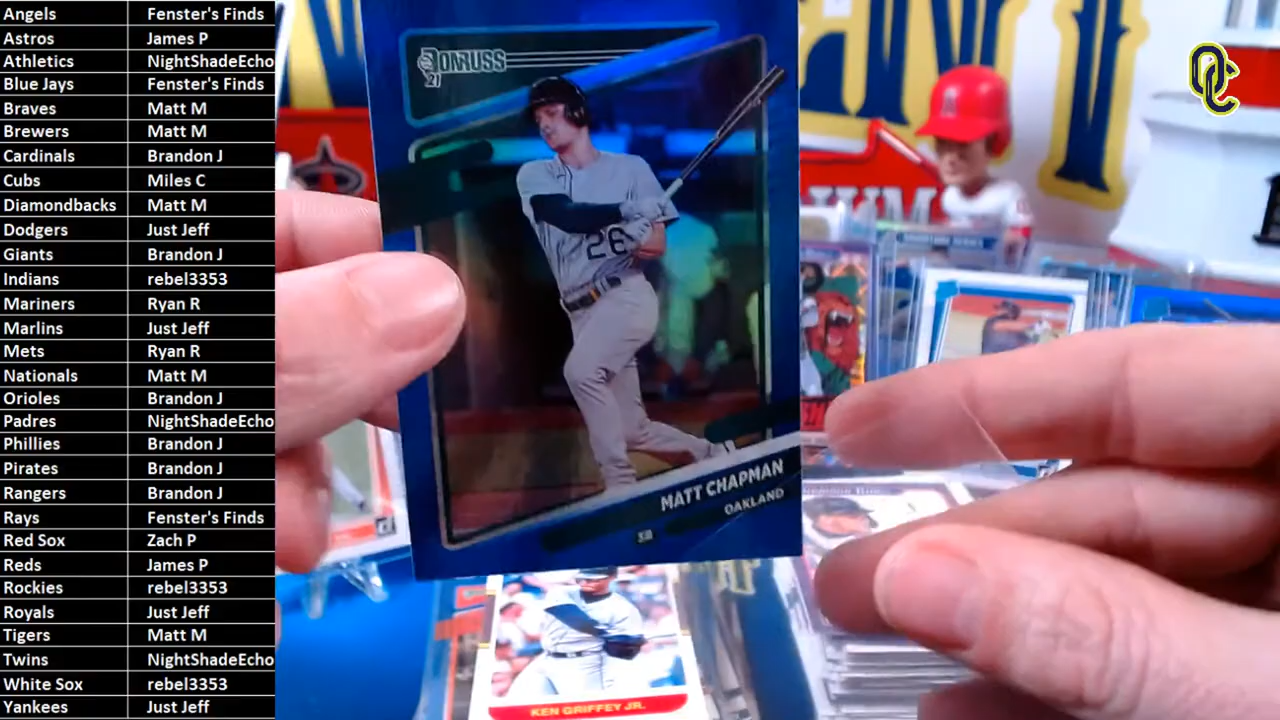 Angels Fenster's Finds
Astros James P
Athletics NightShadeEcho
Blue Jays Fenster's Finds
Braves Matt M
Brewers Matt M
Cardinals Brandon J
Cubs Miles C
Diamondbacks Matt M
Dodgers Just Jeff
Giants Brandon J
Indians rebel3353
Mariners Ryan R
Marlins Just Jeff
Mets Ryan R
Nationals Matt M
Orioles Brandon J
Padres NightShadeEcho
Phillies Brandon J
Pirates Brandon J
Rangers Brandon J
Rays Fenster's Finds
Red Sox Zach P
Reds James P
Rockies rebel3353
Royals Just Jeff
Tigers Matt M
Twins NightShadeEcho
White Sox rebel3353
Yankees Just Jeff
DONRUSS
21
26
MATT CHAPMAN
OAKLAND
3B
KEN GRIFFEY JR.
OC